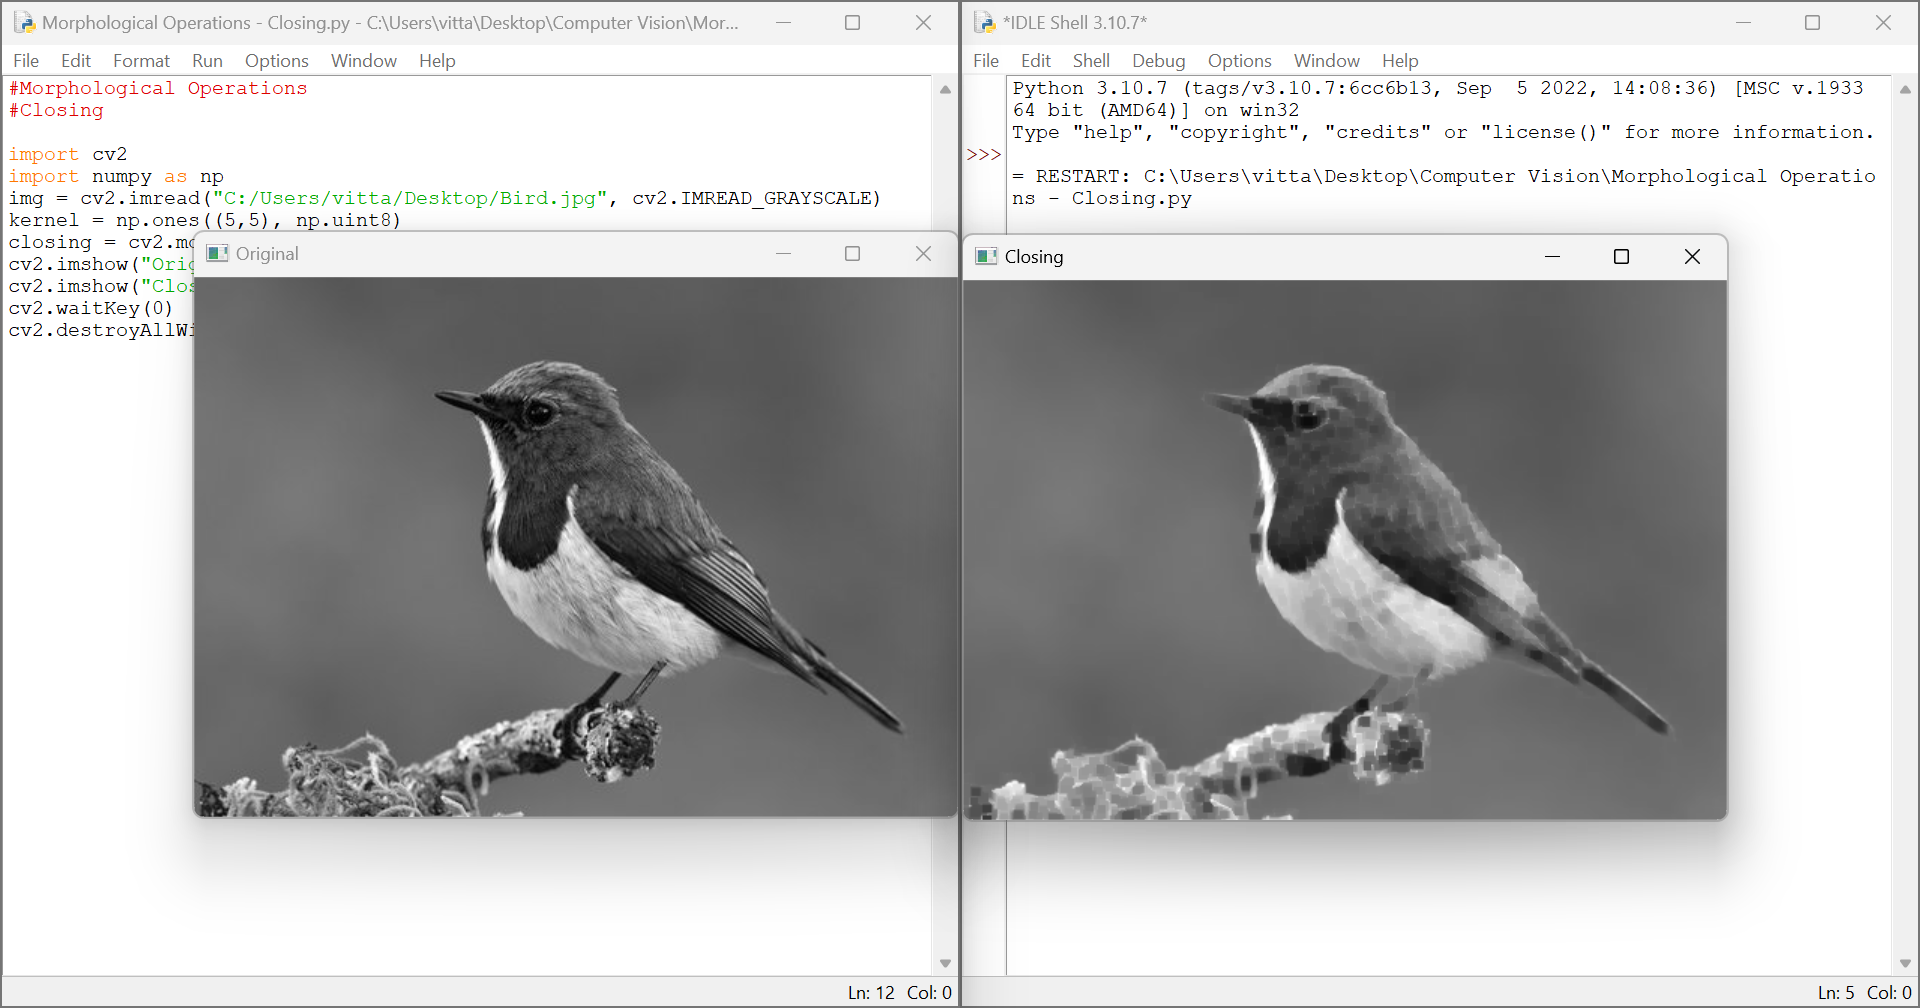 Morphological Operations - Closing.py - C:\Users\vitta\Desktop\Computer Vision\Mor...
File Edit Format Run Options Window Help
#Morphological Operations
#Closing
import cv2
import numpy as np
img = cv2.imread("C:/Users/vitta/Desktop/Bird.jpg", cv2.IMREAD_GRAYSCALE)
kernel = np.ones((5,5), np.uint8)
closing = cv2.mo
cv2.imshow("Orig
cv2.imshow("Clos
cv2.waitKey(0)
cv2.destroyAllWi
Original
Ln: 12 Col: 0
*IDLE Shell 3.10.7*
File Edit Shell Debug Options Window Help
Python 3.10.7 (tags/v3.10.7:6cc6b13, Sep  5 2022, 14:08:36) [MSC v.1933
64 bit (AMD64)] on win32
Type "help", "copyright", "credits" or "license()" for more information.
>>>
= RESTART: C:\Users\vitta\Desktop\Computer Vision\Morphological Operatio
ns - Closing.py
Closing
Ln: 5 Col: 0